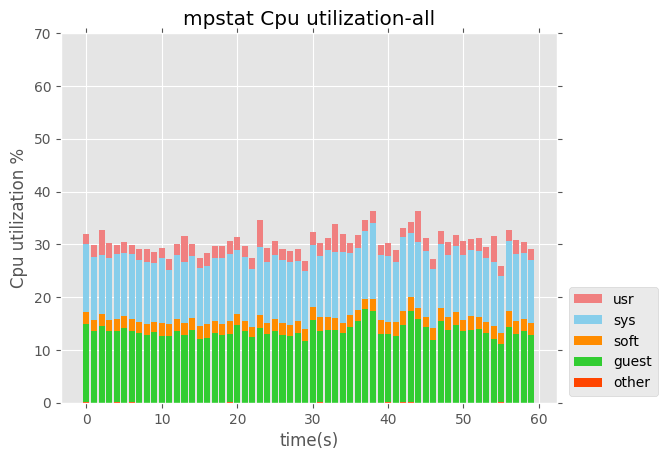 mpstat Cpu utilization-all
Cpu utilization %
70
60
50
40
30
20
10
0
0
10
20
30
40
50
60
time(s)
usr
sys
soft
guest
other